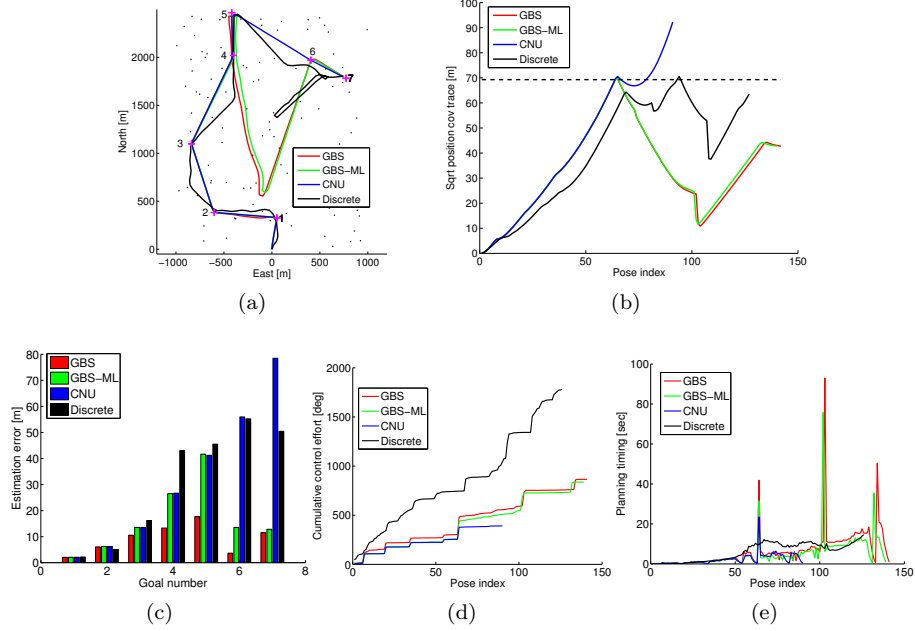 5
6
7
4
3
2
1
2500
2000
1500
1000
500
0
North [m]
−1000 −500 0 500 1000
East [m]
GBS
GBS−ML
CNU
Discrete
(a)
100
90
80
70
60
50
40
30
20
10
0
Sqrt position cov trace [m]
0 50 100 150
Pose index
GBS
GBS−ML
CNU
Discrete
(b)
80
70
60
50
40
30
20
10
0
Estimation error [m]
0 2 4 6 8
Goal number
GBS
GBS−ML
CNU
Discrete
(c)
2000
1500
1000
500
0
Cumulative control effort [deg]
0 50 100 150
Pose index
GBS
GBS−ML
CNU
Discrete
(d)
100
80
60
40
20
0
Planning timing [sec]
0 50 100 150
Pose index
GBS
GBS−ML
CNU
Discrete
(e)